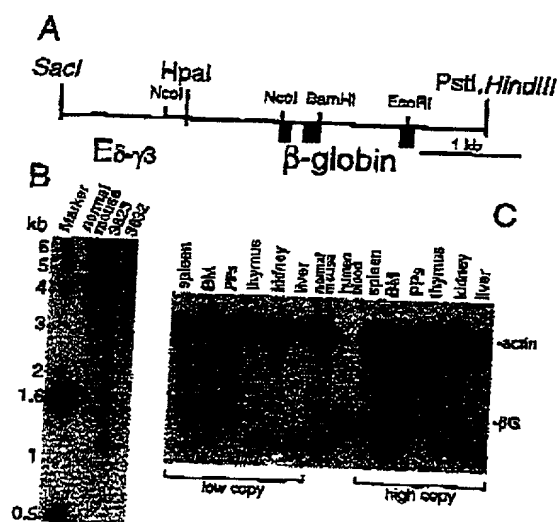 A
SacI HpaI PstI,HindIII
NcoI NcoI BamHI EcoRI
1 kb
Eδ-γ3 β-globin
B
kb Marker normal mouse 3825
6
5
4
3
2
1.6
1
0.5
C
spleen BM PPs thymus kidney liver normal mouse human blood spleen BM PPs thymus kidney liver
-actin
-βG
low copy high copy